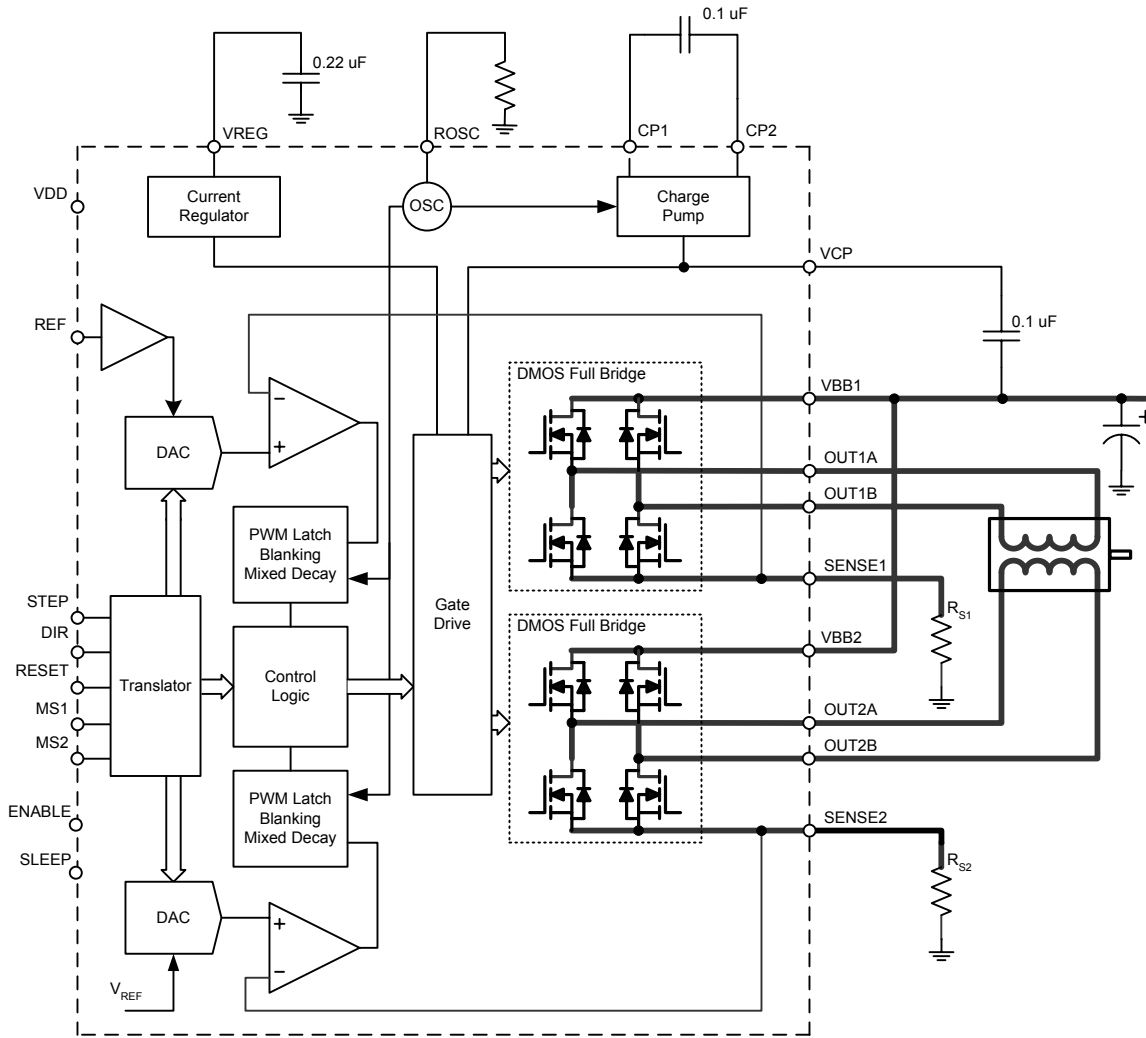 0.1 uF
0.22 uF
VREG
ROSC
CP1
CP2
VDD
Current
Regulator
OSC
Charge
Pump
VCP
REF
0.1 uF
DMOS Full Bridge
VBB1
+
−
+
DAC
OUT1A
OUT1B
PWM Latch
Blanking
Mixed Decay
SENSE1
STEP
DIR
RESET
MS1
MS2
Translator
Control
Logic
Gate
Drive
RS1
DMOS Full Bridge
VBB2
OUT2A
OUT2B
PWM Latch
Blanking
Mixed Decay
ENABLE
SLEEP
SENSE2
RS2
DAC
+
−
VREF